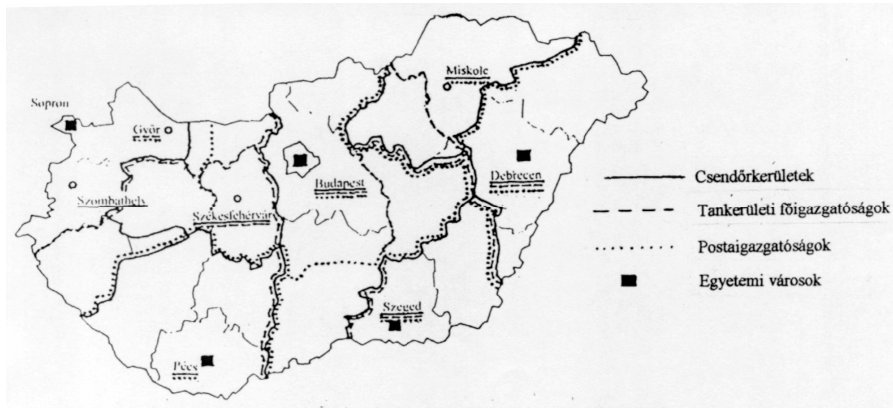 Miskolc
Sopron
Győr
Debrecen
Budapest
Szombathely
Székesfehérvár
Szeged
Pécs
Csendőrkerületek
Tankerületi főigazgatóságok
Postaigazgatóságok
Egyetemi városok